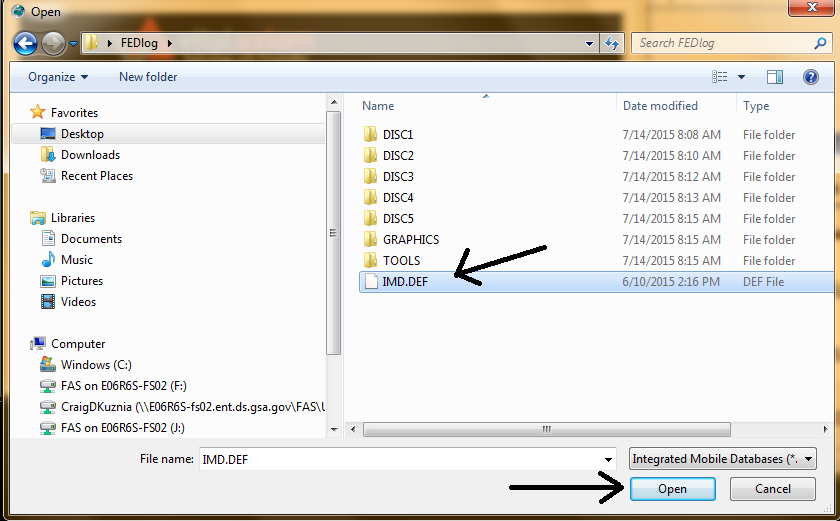 Open
FEDlog
Search FEDlog
Organize
New folder
Favorites
Desktop
Downloads
Recent Places
Libraries
Documents
Music
Pictures
Videos
Computer
Windows (C:)
FAS on E06R6S-FS02 (F:)
CraigDKuznia (\\E06R6S-fs02.ent.ds.gsa.gov\FAS\U
FAS on E06R6S-FS02 (J:)
Name Date modified Type
DISC1 7/14/2015 8:08 AM File folder
DISC2 7/14/2015 8:10 AM File folder
DISC3 7/14/2015 8:12 AM File folder
DISC4 7/14/2015 8:13 AM File folder
DISC5 7/14/2015 8:15 AM File folder
GRAPHICS 7/14/2015 8:15 AM File folder
TOOLS 7/14/2015 8:15 AM File folder
IMD.DEF 6/10/2015 2:16 PM DEF File
File name: IMD.DEF Integrated Mobile Databases (*.
Open Cancel